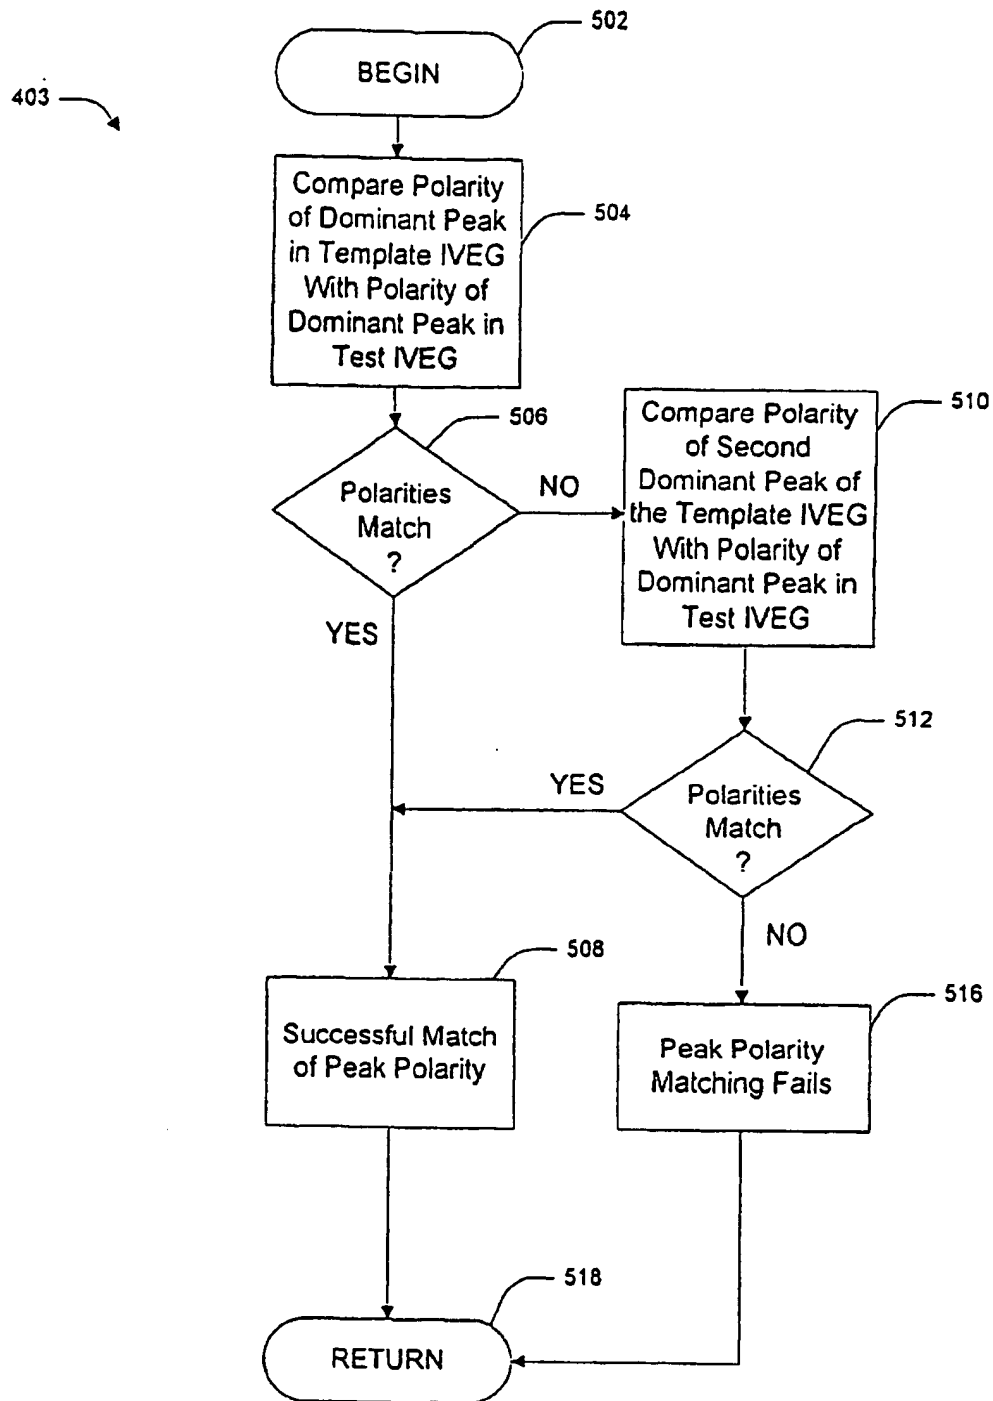 502
BEGIN
403
Compare Polarity
of Dominant Peak
in Template IVEG
With Polarity of
Dominant Peak in
Test IVEG
504
506
Polarities
Match
?
NO
YES
Compare Polarity
of Second
Dominant Peak of
the Template IVEG
With Polarity of
Dominant Peak in
Test IVEG
510
512
Polarities
Match
?
YES
NO
508
Successful Match
of Peak Polarity
516
Peak Polarity
Matching Fails
518
RETURN